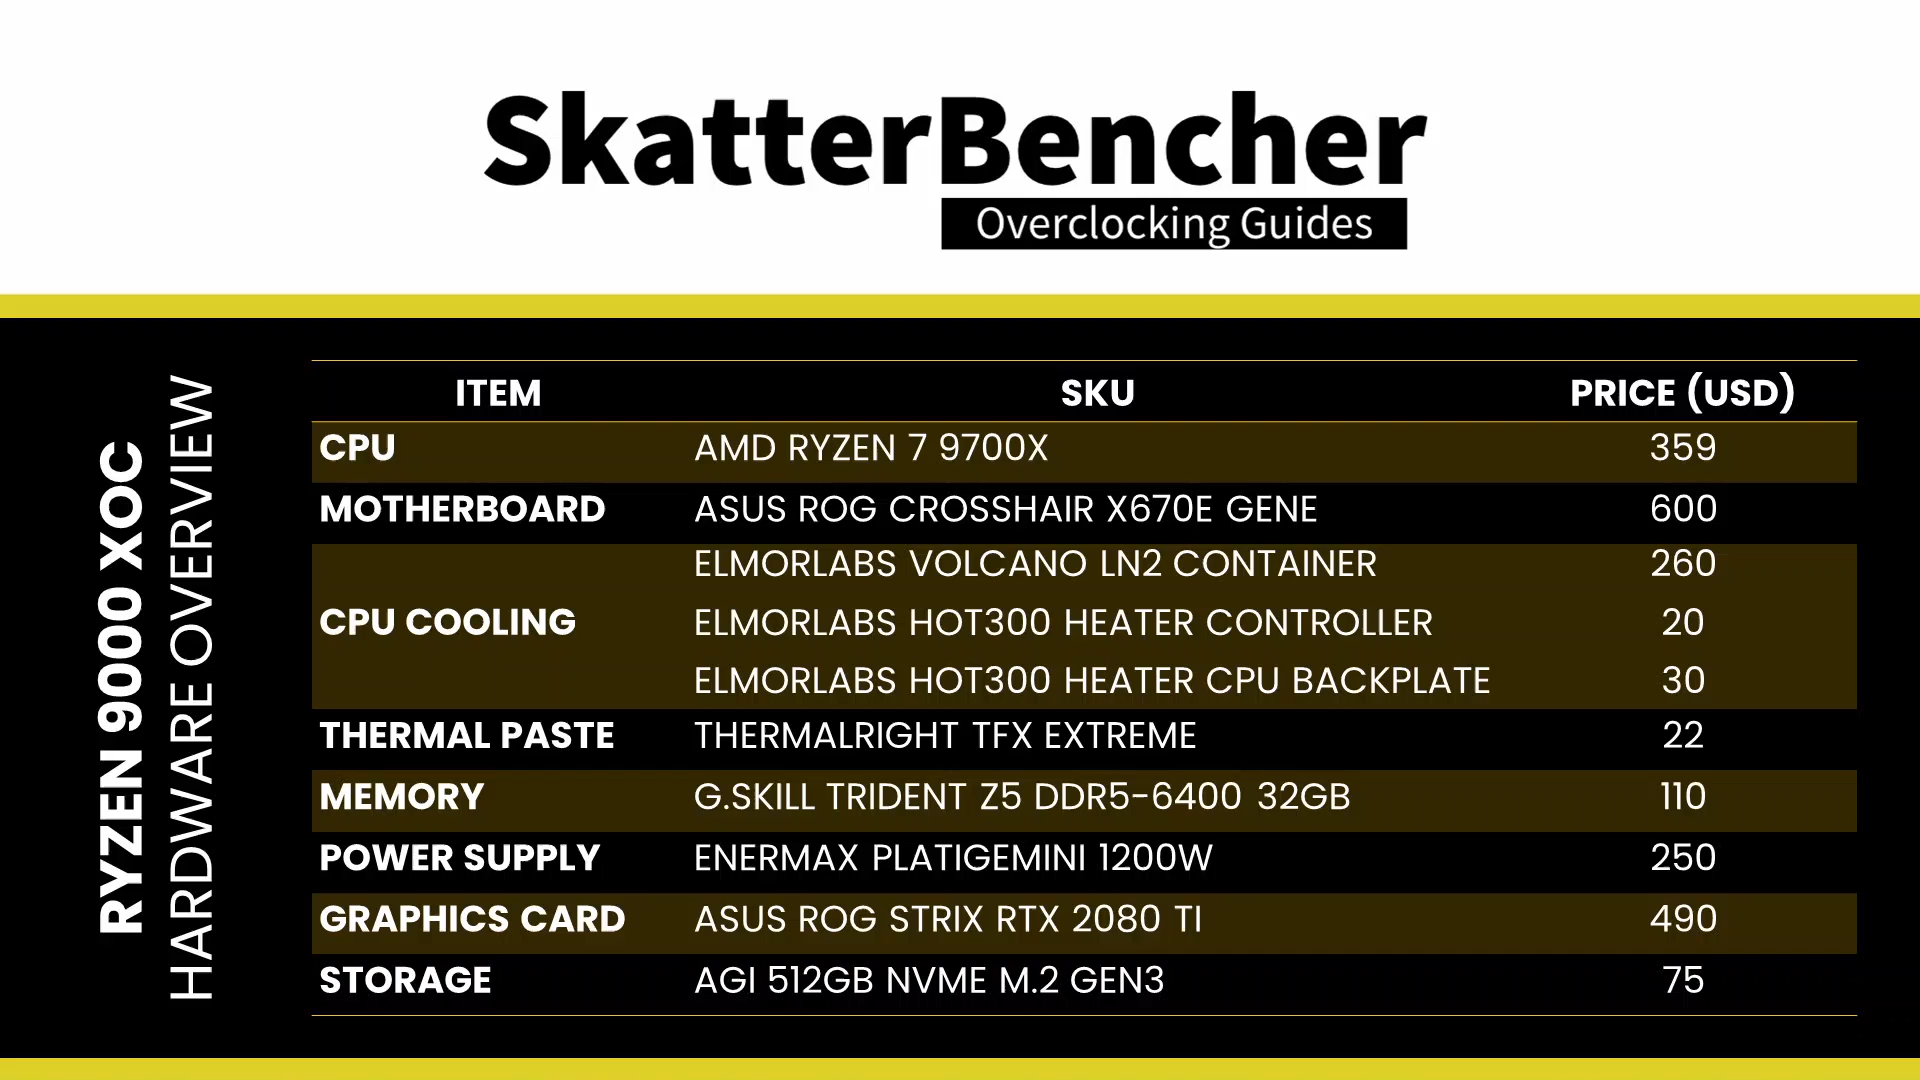 SkatterBencher
Overclocking Guides
RYZEN 9000 XOC
HARDWARE OVERVIEW
ITEM SKU PRICE (USD)
CPU AMD RYZEN 7 9700X 359
MOTHERBOARD ASUS ROG CROSSHAIR X670E GENE 600
ELMORLABS VOLCANO LN2 CONTAINER 260
CPU COOLING ELMORLABS HOT300 HEATER CONTROLLER 20
ELMORLABS HOT300 HEATER CPU BACKPLATE 30
THERMAL PASTE THERMALRIGHT TFX EXTREME 22
MEMORY G.SKILL TRIDENT Z5 DDR5-6400 32GB 110
POWER SUPPLY ENERMAX PLATIGEMINI 1200W 250
GRAPHICS CARD ASUS ROG STRIX RTX 2080 TI 490
STORAGE AGI 512GB NVME M.2 GEN3 75